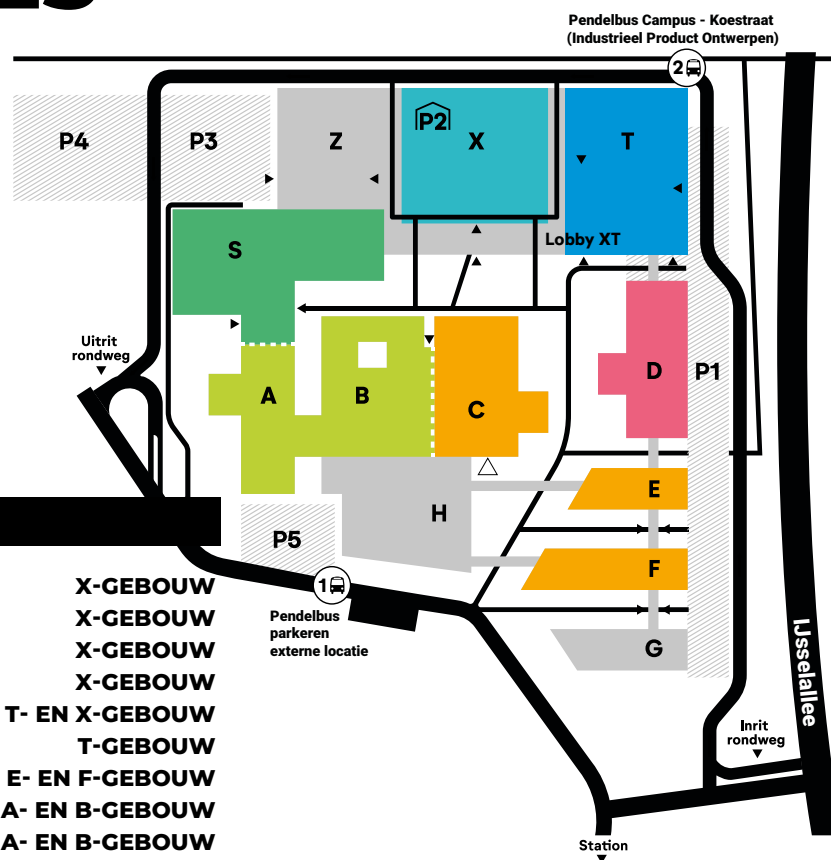 Pendelbus Campus - Koestraat
(Industrieel Product Ontwerpen)
2
P4
P3
Z
P2
X
T
S
Lobby XT
Uitrit
rondweg
A
B
C
D
P1
E
H
P5
F
1
Pendelbus
parkeren
externe locatie
G
IJsselallee
Inrit
rondweg
Station
X-GEBOUW
X-GEBOUW
X-GEBOUW
X-GEBOUW
T- EN X-GEBOUW
T-GEBOUW
E- EN F-GEBOUW
A- EN B-GEBOUW
A- EN B-GEBOUW